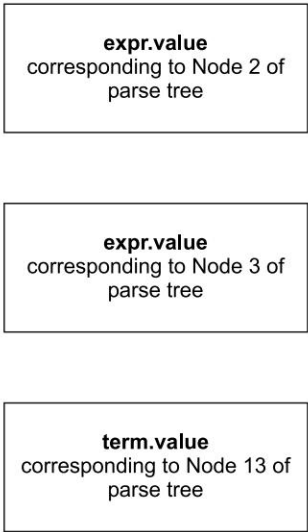 expr.value
corresponding to Node 2 of
parse tree
expr.value
corresponding to Node 3 of
parse tree
term.value
corresponding to Node 13 of
parse tree